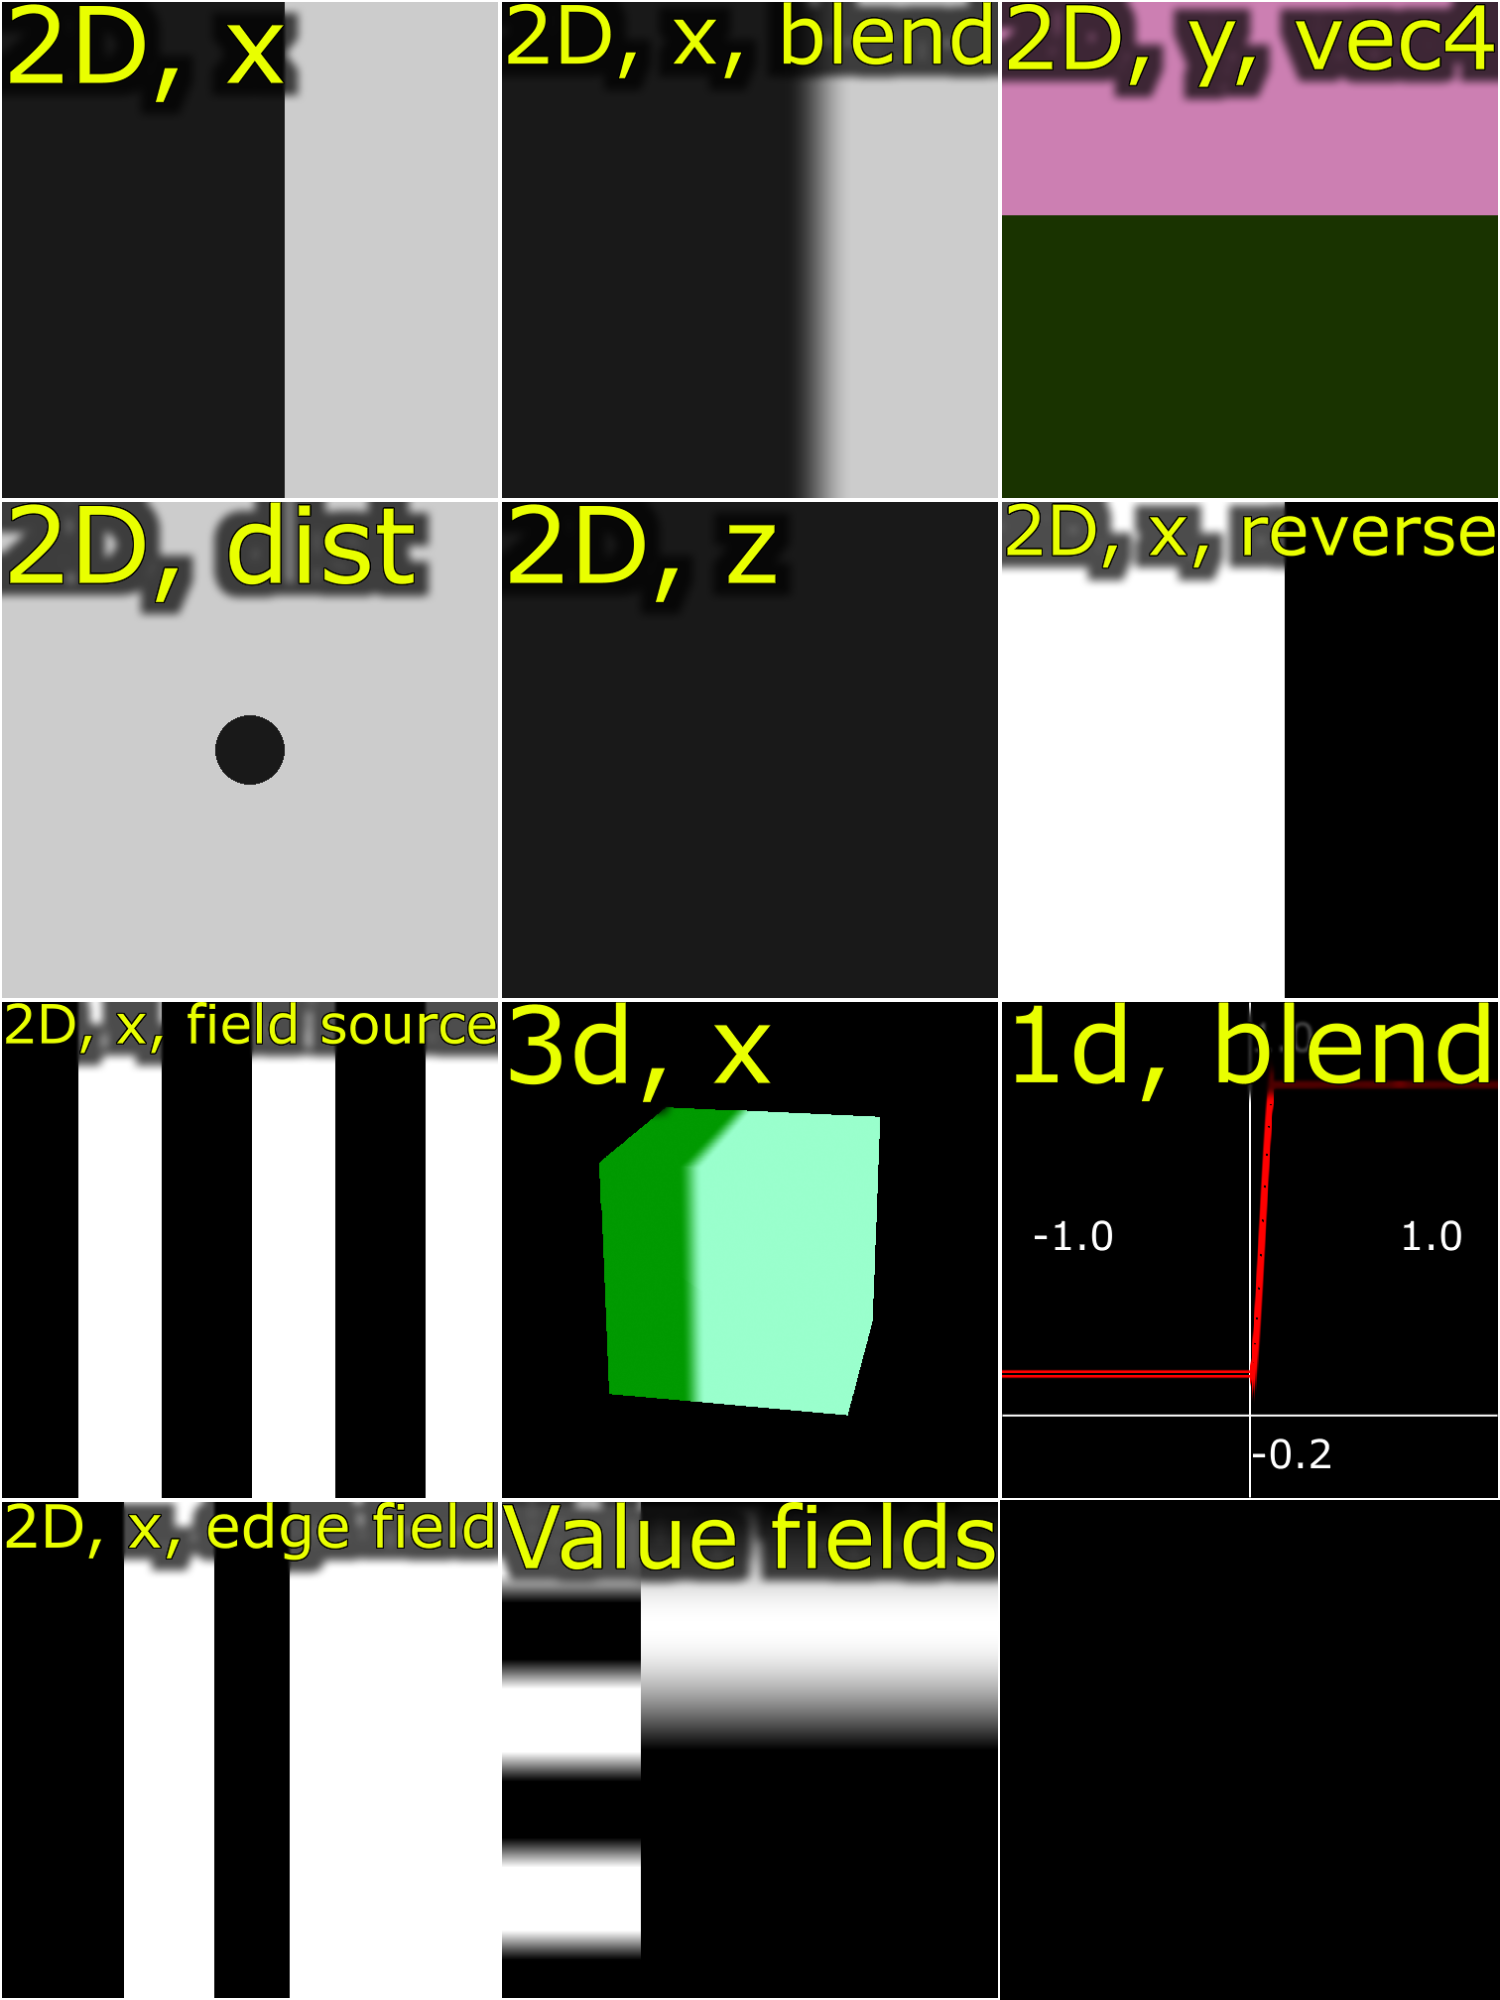 2D, x
2D, x, blend
2D, y, vec4
2D, dist
2D, z
2D, x, reverse
2D, x, field source
3d, x
1d, blend
-1.0
1.0
-0.2
2D, x, edge field
Value fields